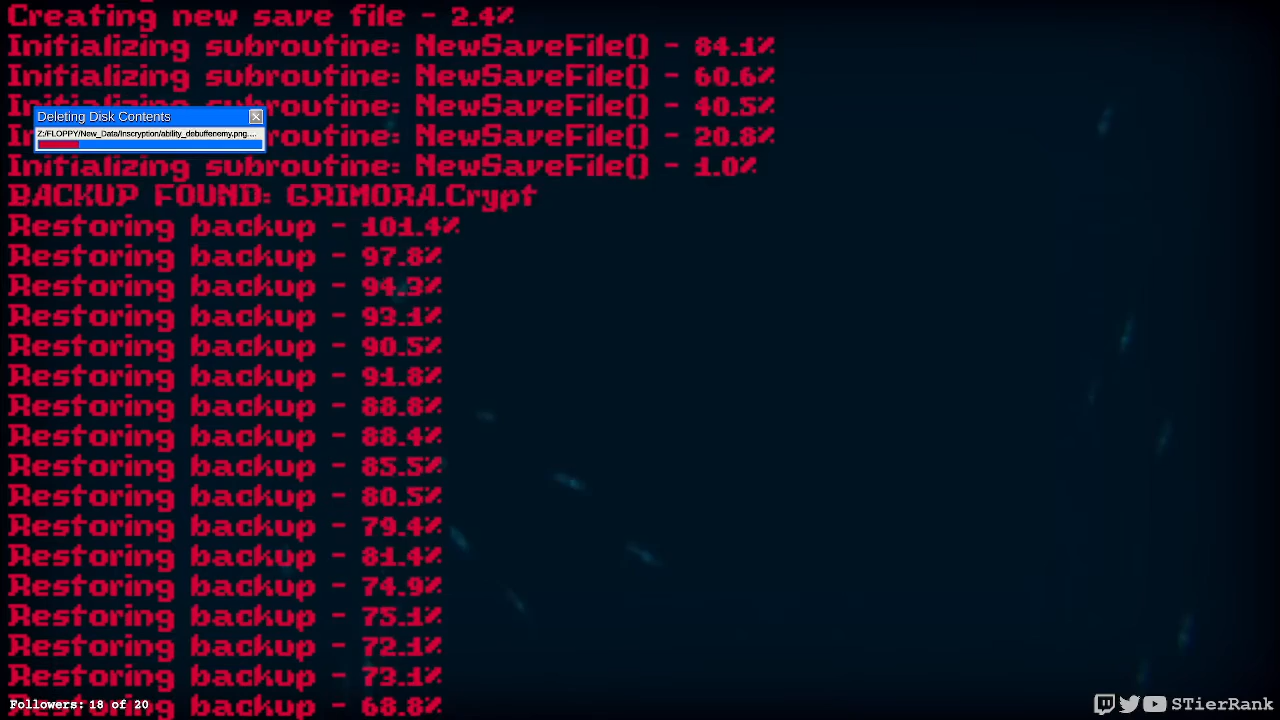 Creating new save file - 2.4%
Initializing subroutine: NewSaveFile() - 84.1%
Initializing subroutine: NewSaveFile() - 60.6%
Initializing subroutine: NewSaveFile() - 40.5%
Deleting Disk Contents
Z:/FLOPPY/New_Data/Inscryption/ability_debuffenemy.png....
Initializing subroutine: NewSaveFile() - 20.8%
Initializing subroutine: NewSaveFile() - 1.0%
BACKUP FOUND: GRIMORA.Crypt
Restoring backup - 101.4%
Restoring backup - 97.8%
Restoring backup - 94.3%
Restoring backup - 93.1%
Restoring backup - 90.5%
Restoring backup - 91.8%
Restoring backup - 88.8%
Restoring backup - 88.4%
Restoring backup - 85.5%
Restoring backup - 80.5%
Restoring backup - 79.4%
Restoring backup - 81.4%
Restoring backup - 74.9%
Restoring backup - 75.1%
Restoring backup - 72.1%
Restoring backup - 73.1%
Restoring backup - 68.8%
Followers: 18 of 20
STierRank